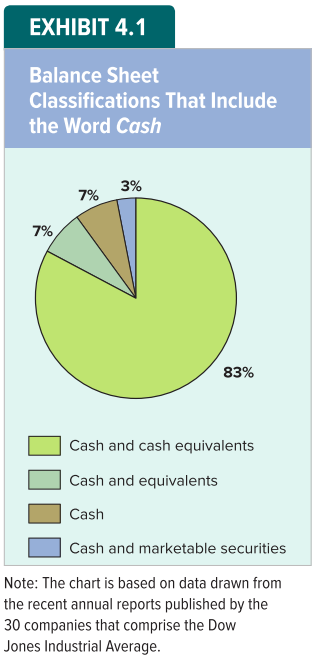 EXHIBIT 4.1
Balance Sheet
Classifications That Include
the Word Cash
3%
7%
7%
83%
Cash and cash equivalents
Cash and equivalents
Cash
Cash and marketable securities
Note: The chart is based on data drawn from
the recent annual reports published by the
30 companies that comprise the Dow
Jones Industrial Average.